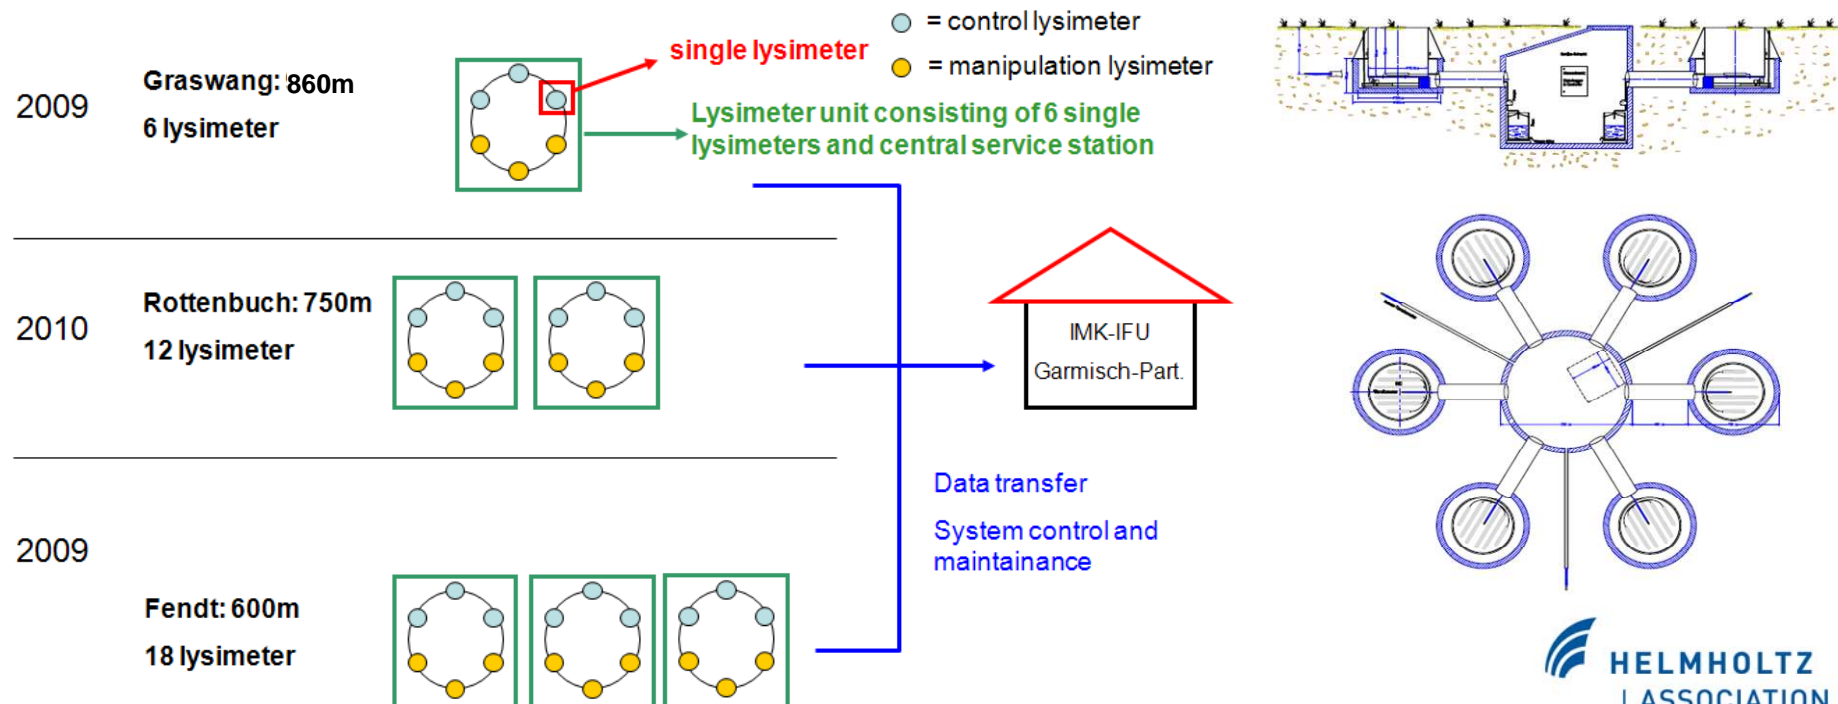 = control lysimeter
= manipulation lysimeter
single lysimeter
2009
Graswang: 860m
6 lysimeter
Lysimeter unit consisting of 6 single
lysimeters and central service station
2010
Rottenbuch: 750m
12 lysimeter
IMK-IFU
Garmisch-Part.
Data transfer
System control and
maintainance
2009
Fendt: 600m
18 lysimeter
HELMHOLTZ
ASSOCIATION